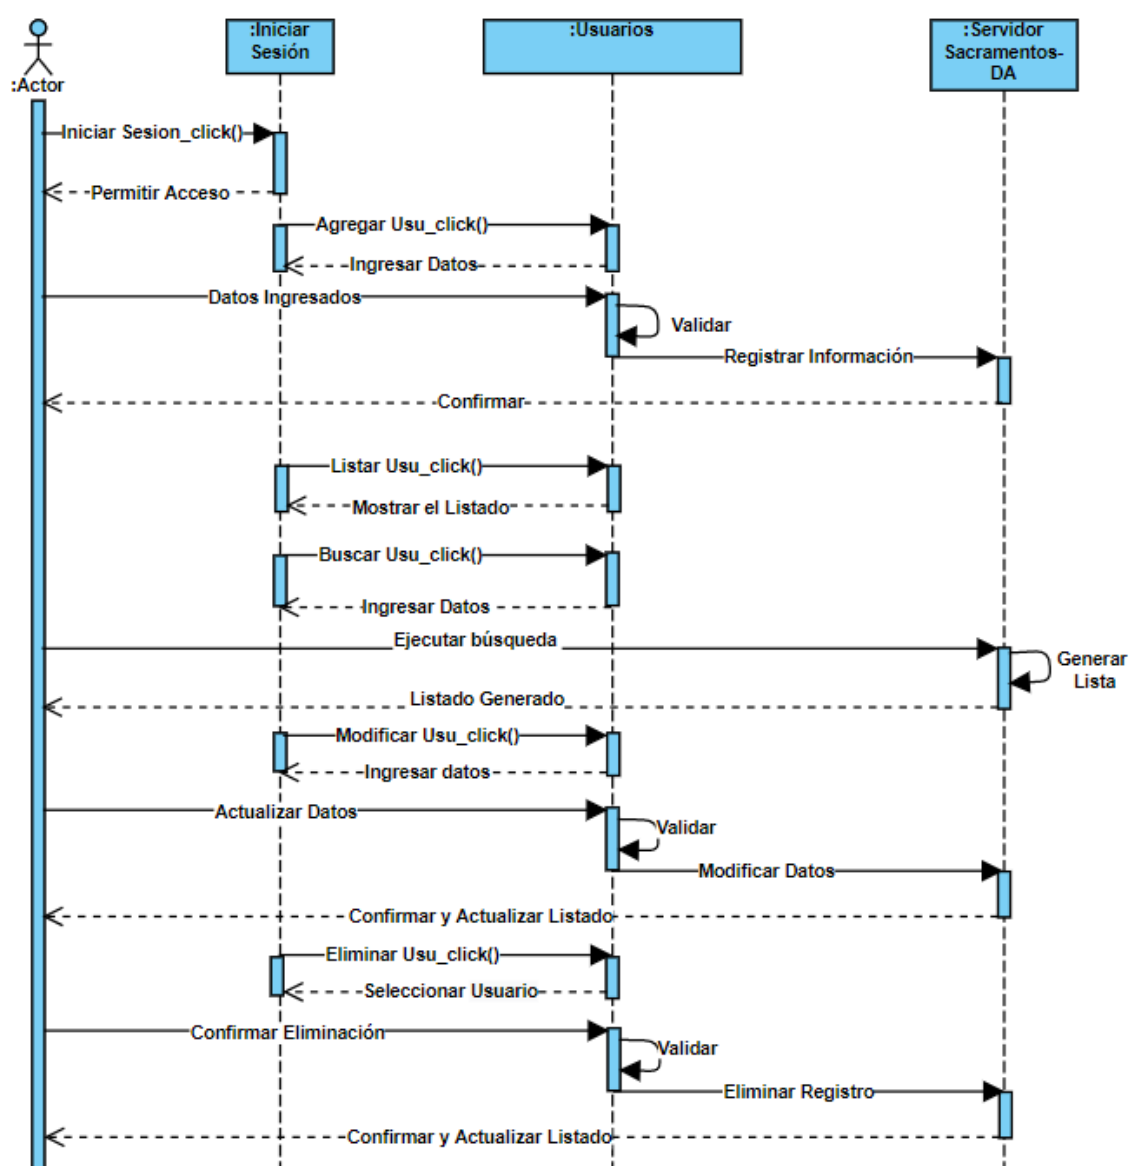 :Actor
:Iniciar
Sesión
:Usuarios
:Servidor
Sacramentos-
DA
Iniciar Sesion_click()
Permitir Acceso
Agregar Usu_click()
Ingresar Datos
Datos Ingresados
Validar
Registrar Información
Confirmar
Listar Usu_click()
Mostrar el Listado
Buscar Usu_click()
Ingresar Datos
Ejecutar búsqueda
Generar
Lista
Listado Generado
Modificar Usu_click()
Ingresar datos
Actualizar Datos
Validar
Modificar Datos
Confirmar y Actualizar Listado
Eliminar Usu_click()
Seleccionar Usuario
Confirmar Eliminación
Validar
Eliminar Registro
Confirmar y Actualizar Listado